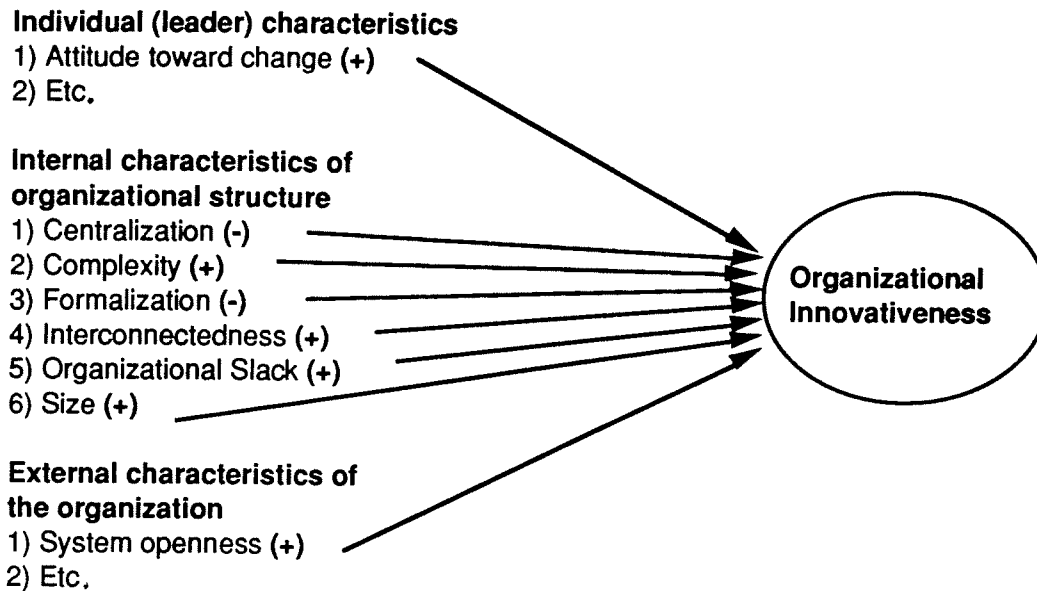 Individual (leader) characteristics
1) Attitude toward change (+)
2) Etc.
Internal characteristics of
organizational structure
1) Centralization (-)
2) Complexity (+)
3) Formalization (-)
4) Interconnectedness (+)
5) Organizational Slack (+)
6) Size (+)
External characteristics of
the organization
1) System openness (+)
2) Etc.
Organizational
Innovativeness